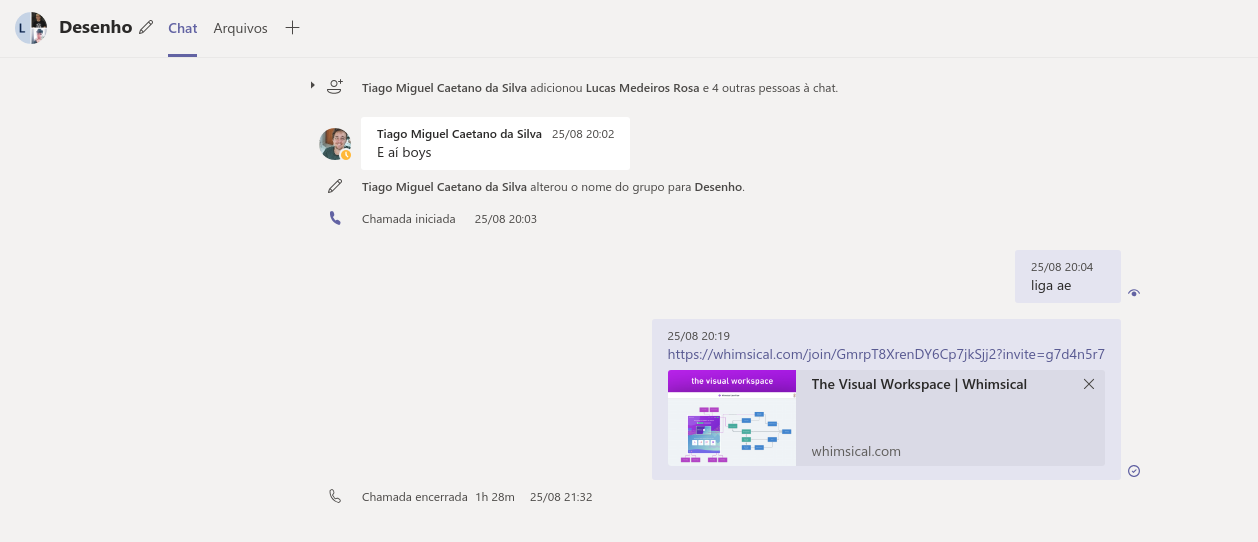 L
Desenho
Chat
Arquivos
Tiago Miguel Caetano da Silva adicionou Lucas Medeiros Rosa e 4 outras pessoas à chat.
Tiago Miguel Caetano da Silva 25/08 20:02
E aí boys
Tiago Miguel Caetano da Silva alterou o nome do grupo para Desenho.
Chamada iniciada 25/08 20:03
25/08 20:04
liga ae
25/08 20:19
https://whimsical.com/join/GmrpT8XrenDY6Cp7jkSjj2?invite=g7d4n5r7
the visual workspace
The Visual Workspace | Whimsical
whimsical.com
Chamada encerrada 1h 28m 25/08 21:32